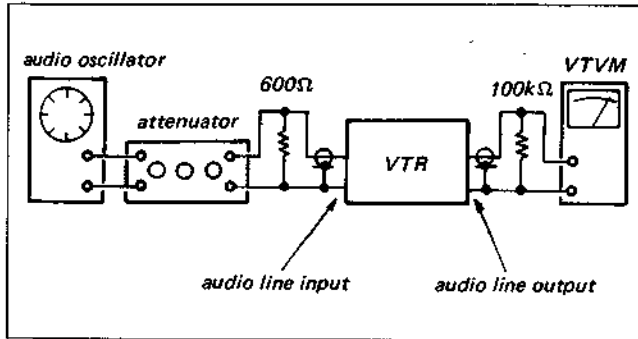 audio oscillator
attenuator
600Ω
VTR
100kΩ
VTVM
audio line input
audio line output